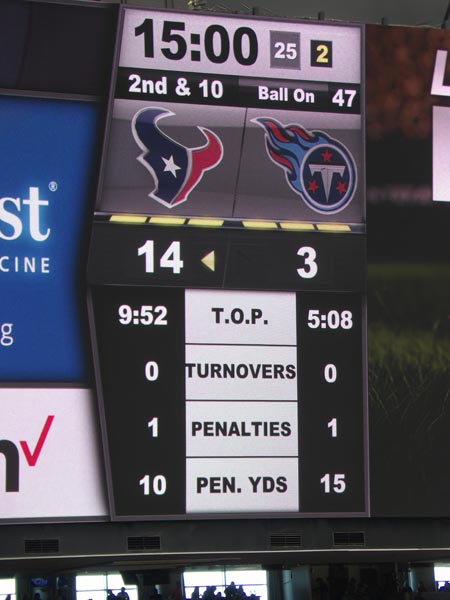 15:00 25 2
2nd & 10 Ball On 47
T
14 3
9:52 T.O.P. 5:08
0 TURNOVERS 0
1 PENALTIES 1
10 PEN. YDS 15
st®
CINE
g